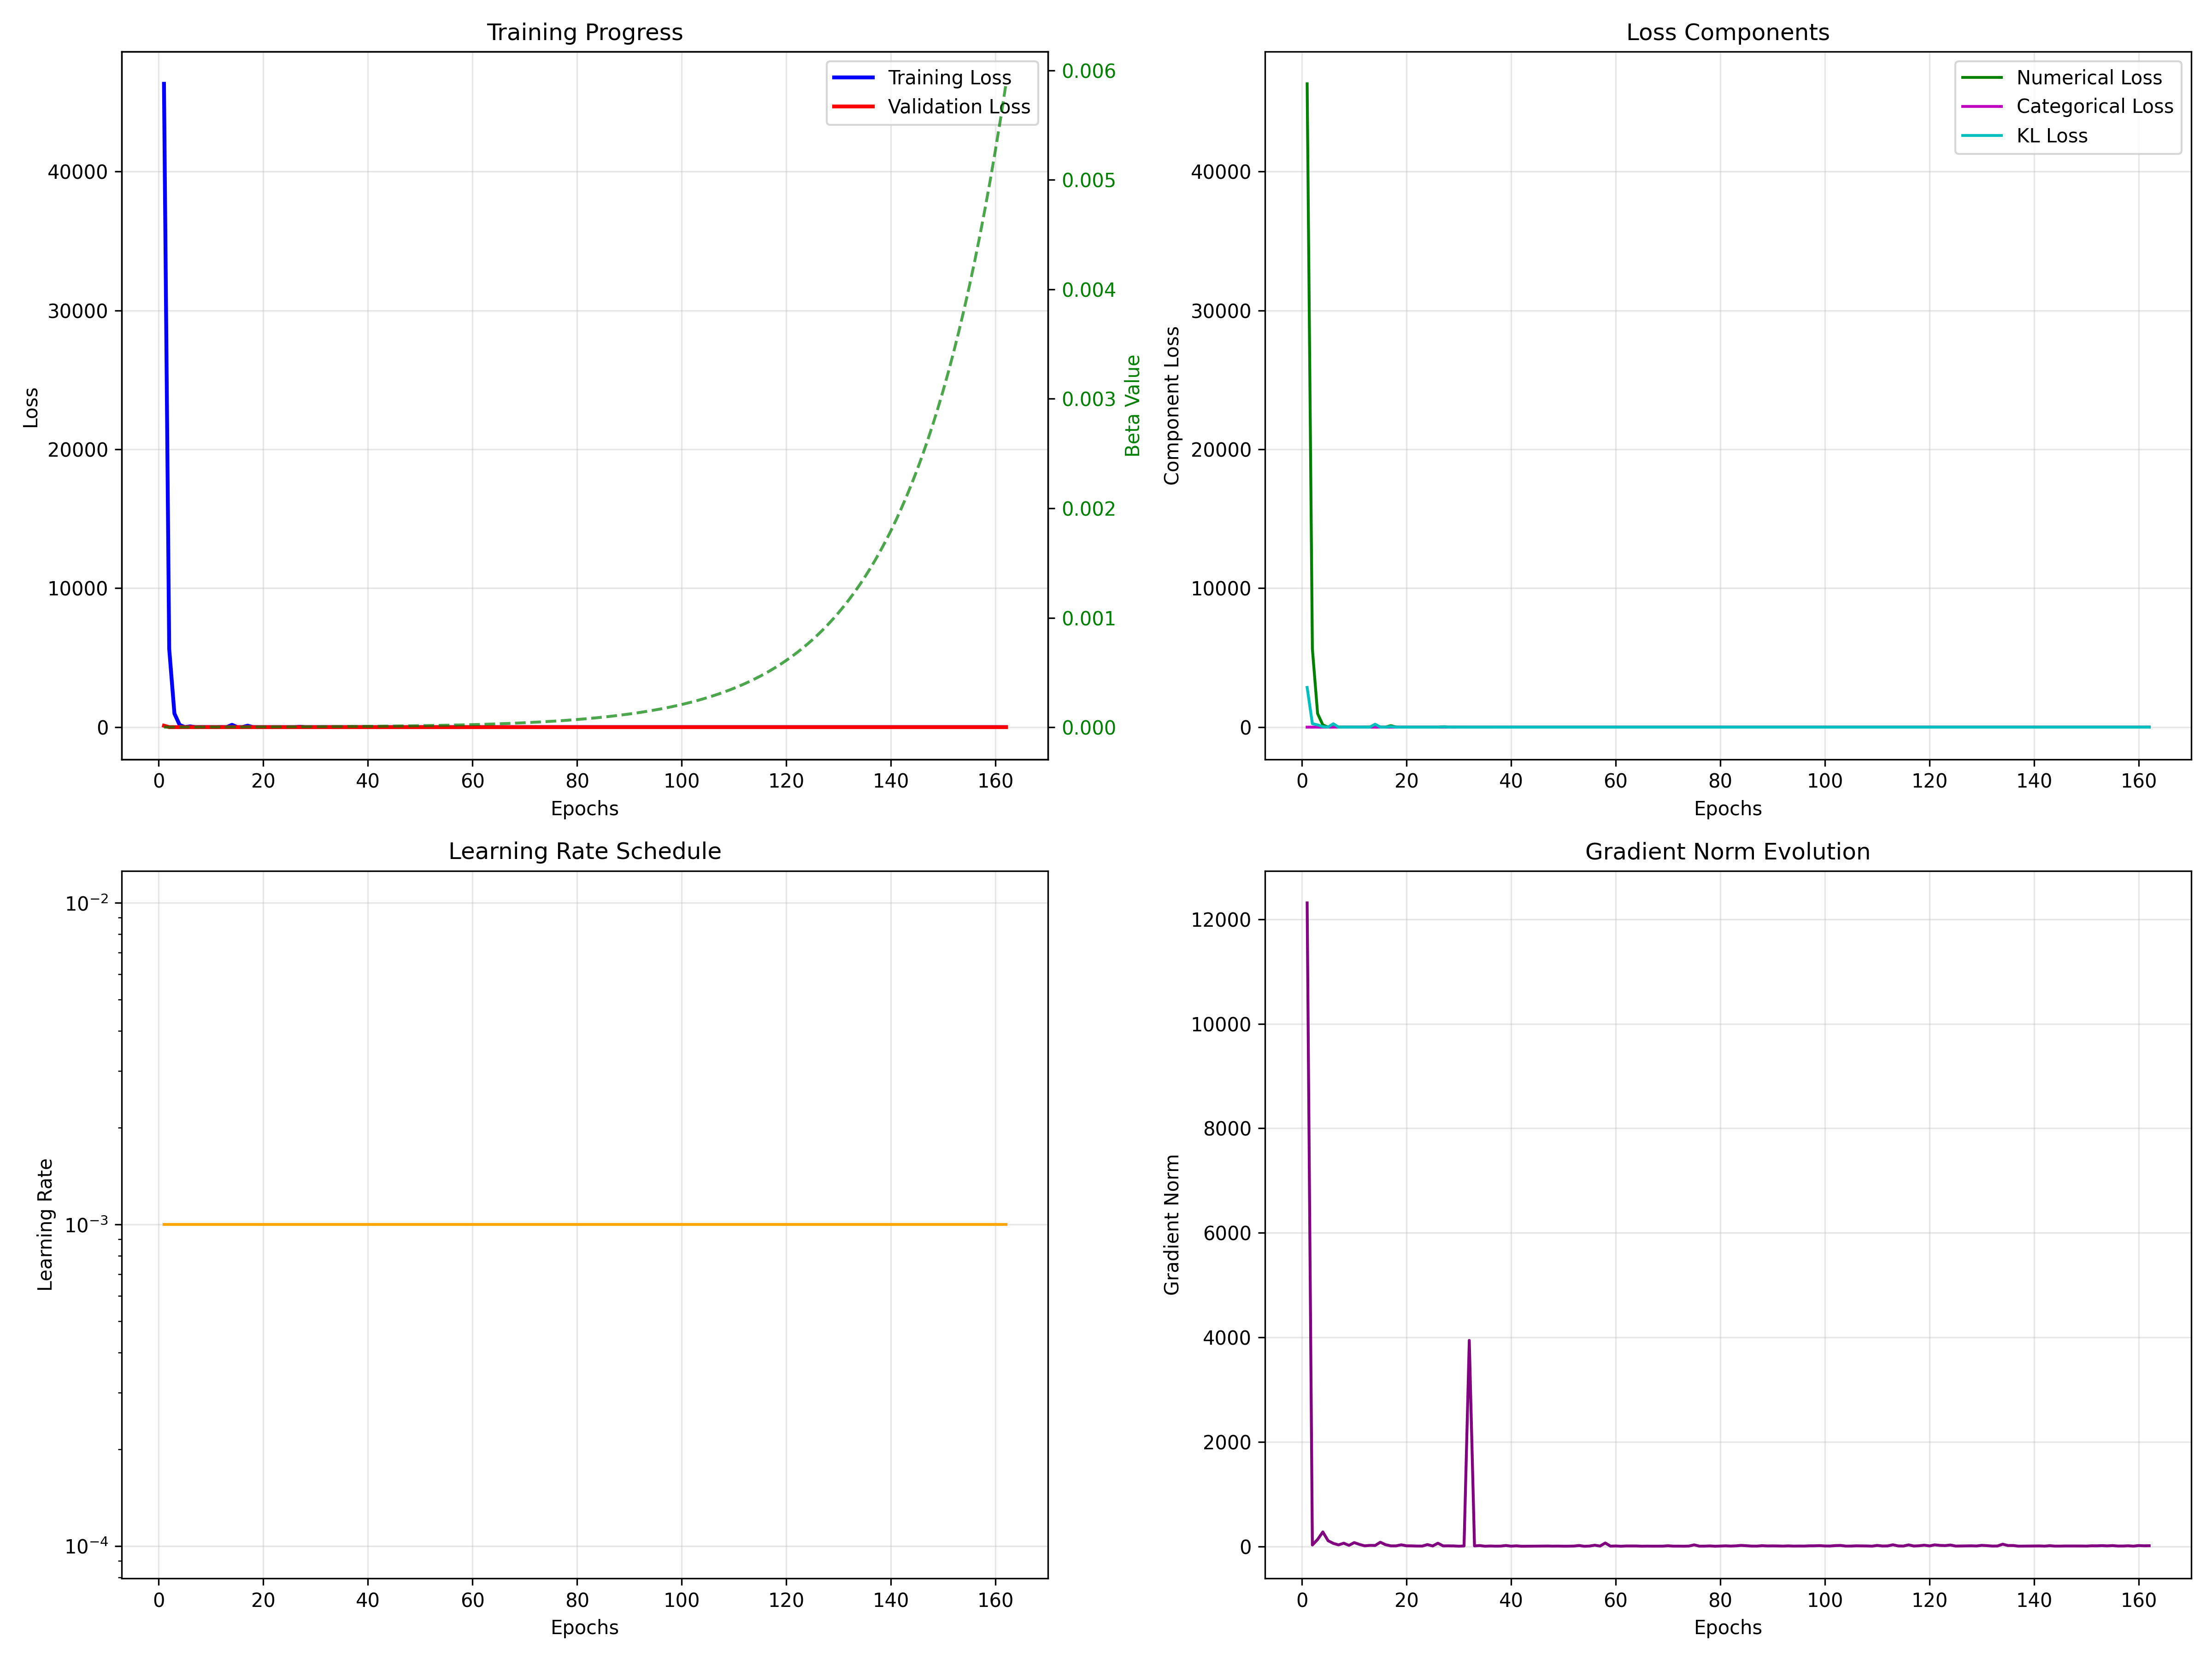 Training Progress
Training Loss
Validation Loss
40000
30000
20000
10000
0
Loss
0.006
0.005
0.004
0.003
0.002
0.001
0.000
Beta Value
0 20 40 60 80 100 120 140 160
Epochs
Loss Components
Numerical Loss
Categorical Loss
KL Loss
40000
30000
20000
10000
0
Component Loss
0 20 40 60 80 100 120 140 160
Epochs
Learning Rate Schedule
10⁻²
10⁻³
10⁻⁴
Learning Rate
0 20 40 60 80 100 120 140 160
Epochs
Gradient Norm Evolution
12000
10000
8000
6000
4000
2000
0
Gradient Norm
0 20 40 60 80 100 120 140 160
Epochs